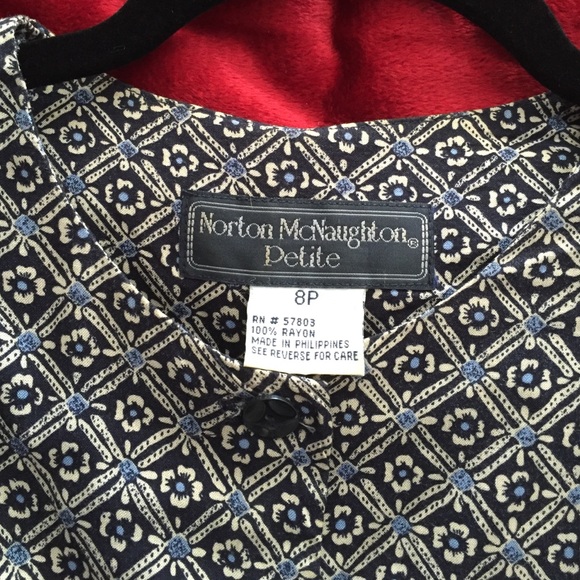 Norton McNaughton®
Petite
8P
RN # 57803
100% RAYON
MADE IN PHILIPPINES
SEE REVERSE FOR CARE